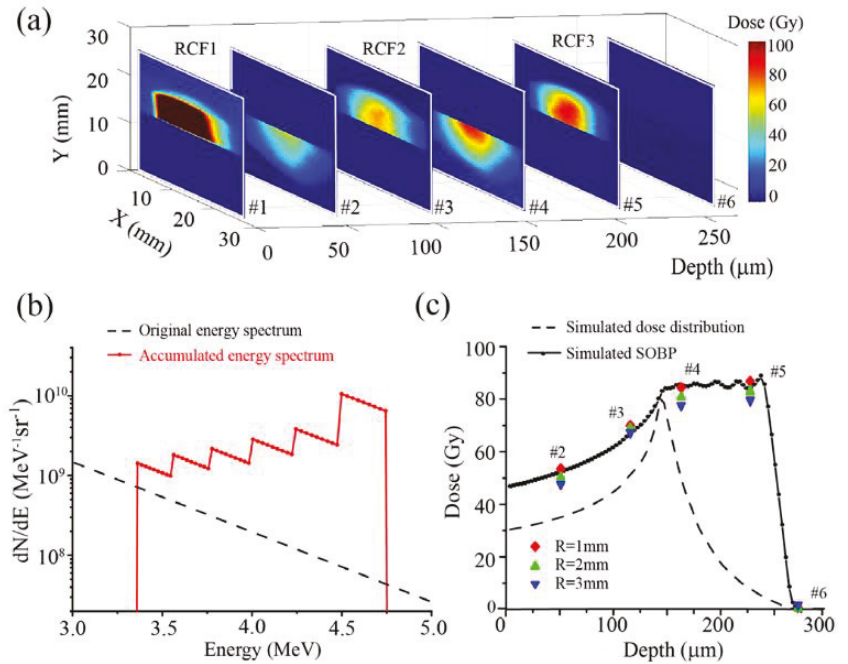 (a)
30
20
10
0
Y (mm)
10
20
30
X (mm)
0
50
100
150
200
250
Depth (μm)
RCF1
RCF2
RCF3
#1
#2
#3
#4
#5
#6
Dose (Gy)
100
80
60
40
20
0
(b)
Original energy spectrum
Accumulated energy spectrum
10¹⁰
10⁹
10⁸
dN/dE (MeV⁻¹sr⁻¹)
3.0
3.5
4.0
4.5
5.0
Energy (MeV)
(c)
Simulated dose distribution
Simulated SOBP
100
80
60
40
20
00
Dose (Gy)
#2
#3
#4
#5
#6
R=1mm
R=2mm
R=3mm
0
100
150
200
300
Depth (μm)